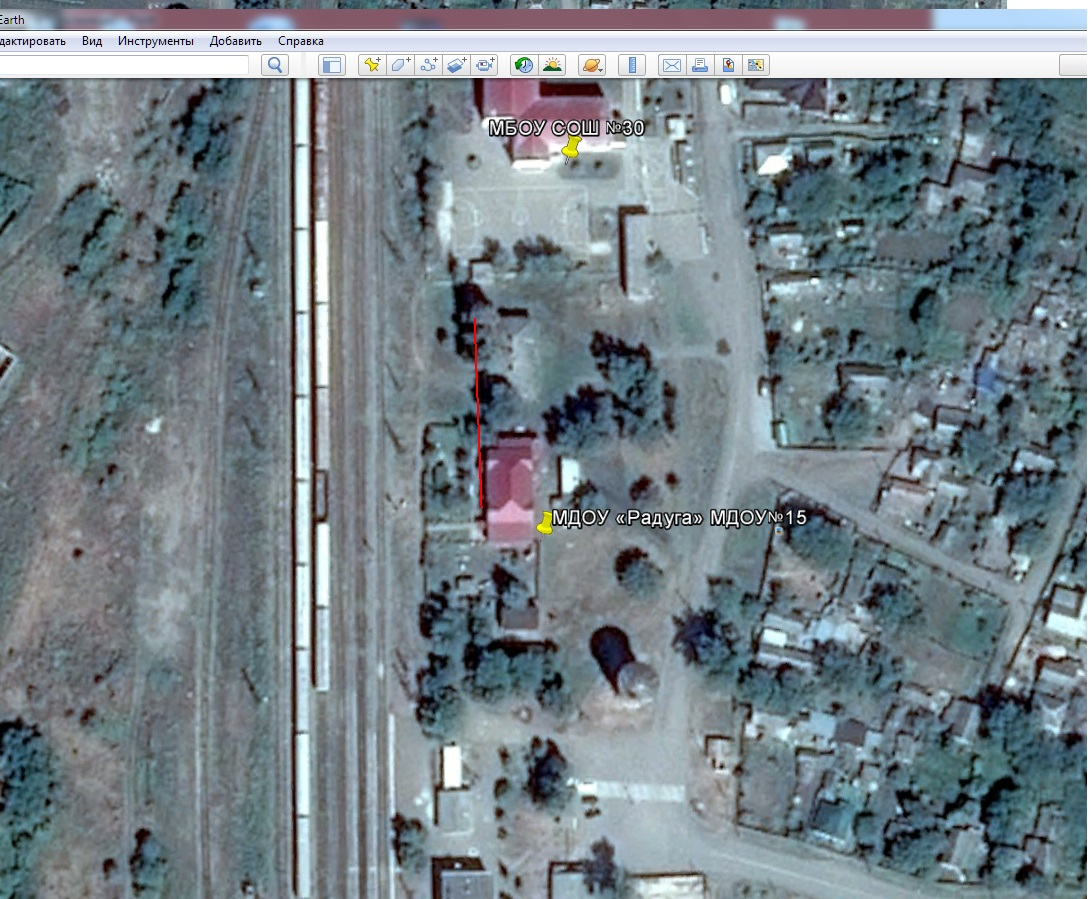 Earth
дактировать Вид Инструменты Добавить Справка
МБОУ СОШ №30
МДОУ «Радуга» МДОУ№15